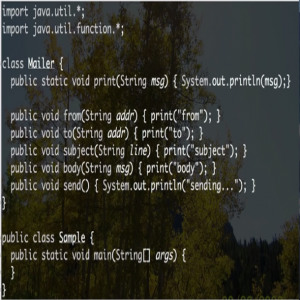 import java.util.*;
import java.util.function.*;
class Mailer {
public static void print(String msg) { System.out.println(msg);}
public void from(String addr) { print("from"); }
public void to(String addr) { print("to"); }
public void subject(String line) { print("subject"); }
public void body(String msg) { print("body"); }
public void send() { System.out.println("sending..."); }
}
public class Sample {
public static void main(String[] args) {
}
}